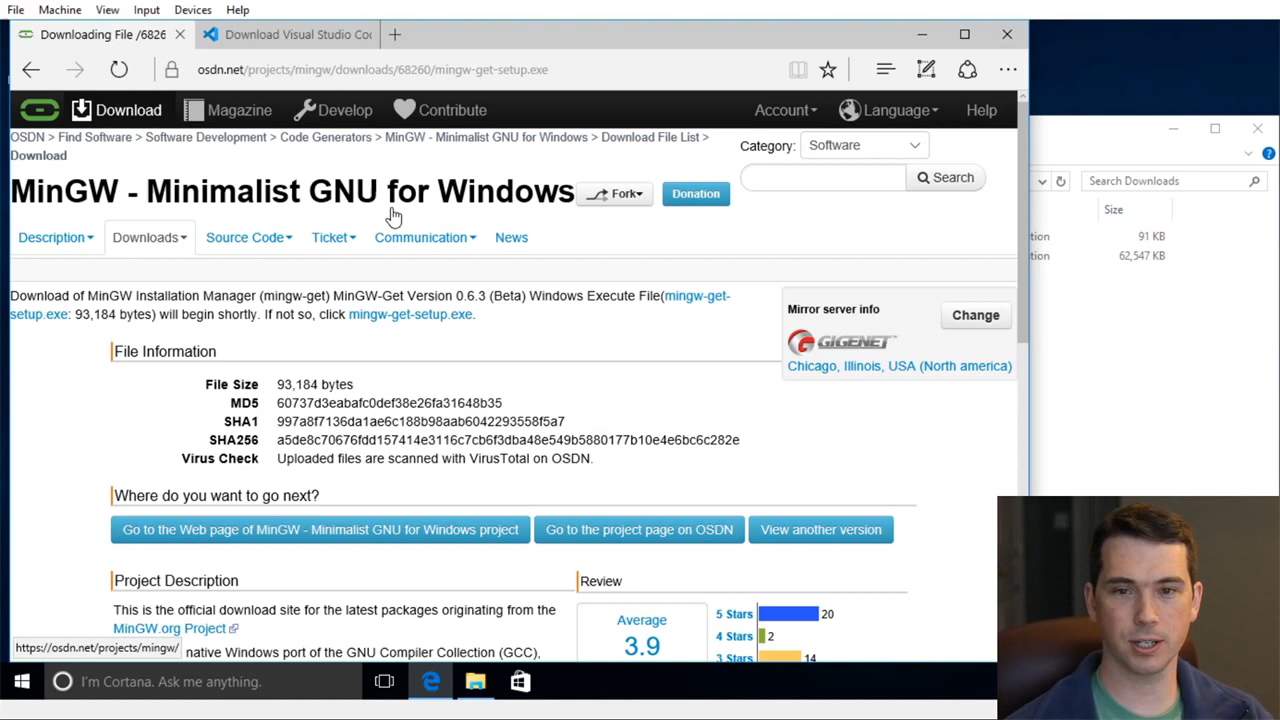 File Machine View Input Devices Help
Downloading File /6826
Download Visual Studio Co
osdn.net/projects/mingw/downloads/68260/mingw-get-setup.exe
Download Magazine Develop Contribute Account Language Help
OSDN > Find Software > Software Development > Code Generators > MinGW - Minimalist GNU for Windows > Download File List >
Download
Category: Software
Search
MinGW - Minimalist GNU for Windows
Fork
Donation
Description Downloads Source Code Ticket Communication News
Download of MinGW Installation Manager (mingw-get) MinGW-Get Version 0.6.3 (Beta) Windows Execute File(mingw-get-
setup.exe: 93,184 bytes) will begin shortly. If not so, click mingw-get-setup.exe.
Mirror server info
Change
GIGENET
Chicago, Illinois, USA (North america)
File Information
File Size 93,184 bytes
MD5 60737d3eabafc0def38e26fa31648b35
SHA1 997a8f7136da1ae6c188b98aab6042293558f5a7
SHA256 a5de8c70676fdd157414e3116c7cb6f3dba48e549b5880177b10e4e6bc6c282e
Virus Check Uploaded files are scanned with VirusTotal on OSDN.
Where do you want to go next?
Go to the Web page of MinGW - Minimalist GNU for Windows project
Go to the project page on OSDN
View another version
Project Description
This is the official download site for the latest packages originating from the
MinGW.org Project
native Windows port of the GNU Compiler Collection (GCC),
Review
Average
3.9
5 Stars 20
4 Stars 2
3 Stars 14
https://osdn.net/projects/mingw/
Search Downloads
Size
tion 91 KB
tion 62,547 KB
I'm Cortana. Ask me anything.